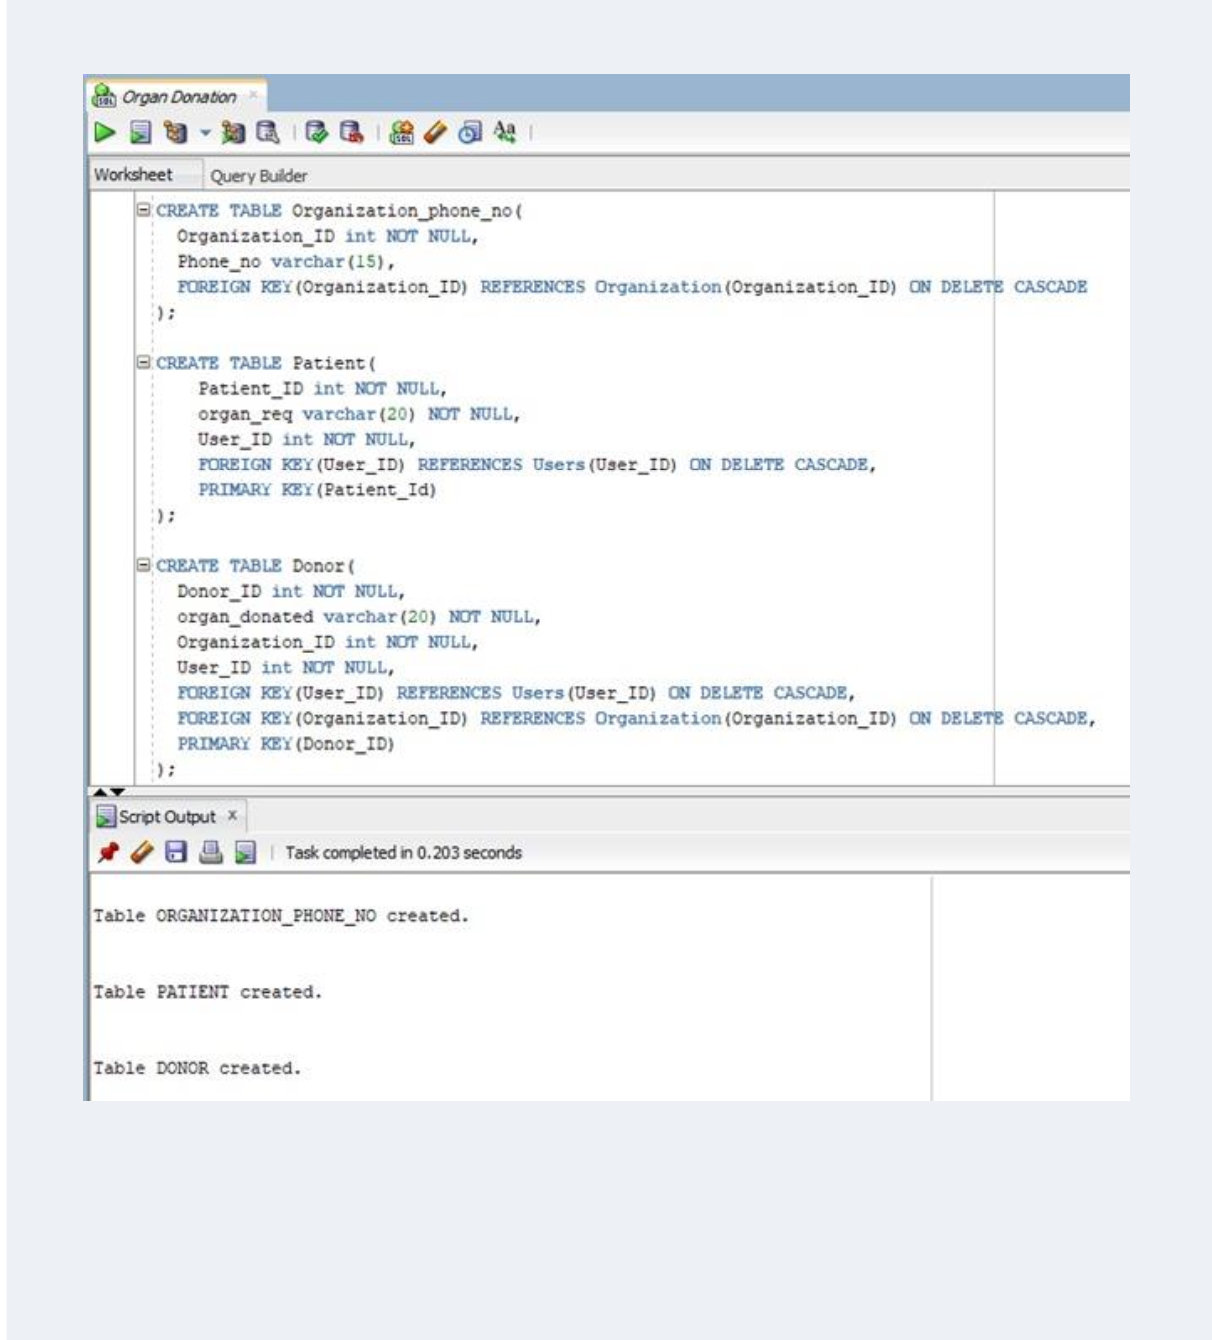 Organ Donation
Worksheet Query Builder
CREATE TABLE Organization_phone_no(
Organization_ID int NOT NULL,
Phone_no varchar(15),
FOREIGN KEY(Organization_ID) REFERENCES Organization(Organization_ID) ON DELETE CASCADE
);
CREATE TABLE Patient(
Patient_ID int NOT NULL,
organ_req varchar(20) NOT NULL,
User_ID int NOT NULL,
FOREIGN KEY(User_ID) REFERENCES Users(User_ID) ON DELETE CASCADE,
PRIMARY KEY(Patient_Id)
);
CREATE TABLE Donor(
Donor_ID int NOT NULL,
organ_donated varchar(20) NOT NULL,
Organization_ID int NOT NULL,
User_ID int NOT NULL,
FOREIGN KEY(User_ID) REFERENCES Users(User_ID) ON DELETE CASCADE,
FOREIGN KEY(Organization_ID) REFERENCES Organization(Organization_ID) ON DELETE CASCADE,
PRIMARY KEY(Donor_ID)
);
Script Output x
Task completed in 0.203 seconds
Table ORGANIZATION_PHONE_NO created.
Table PATIENT created.
Table DONOR created.